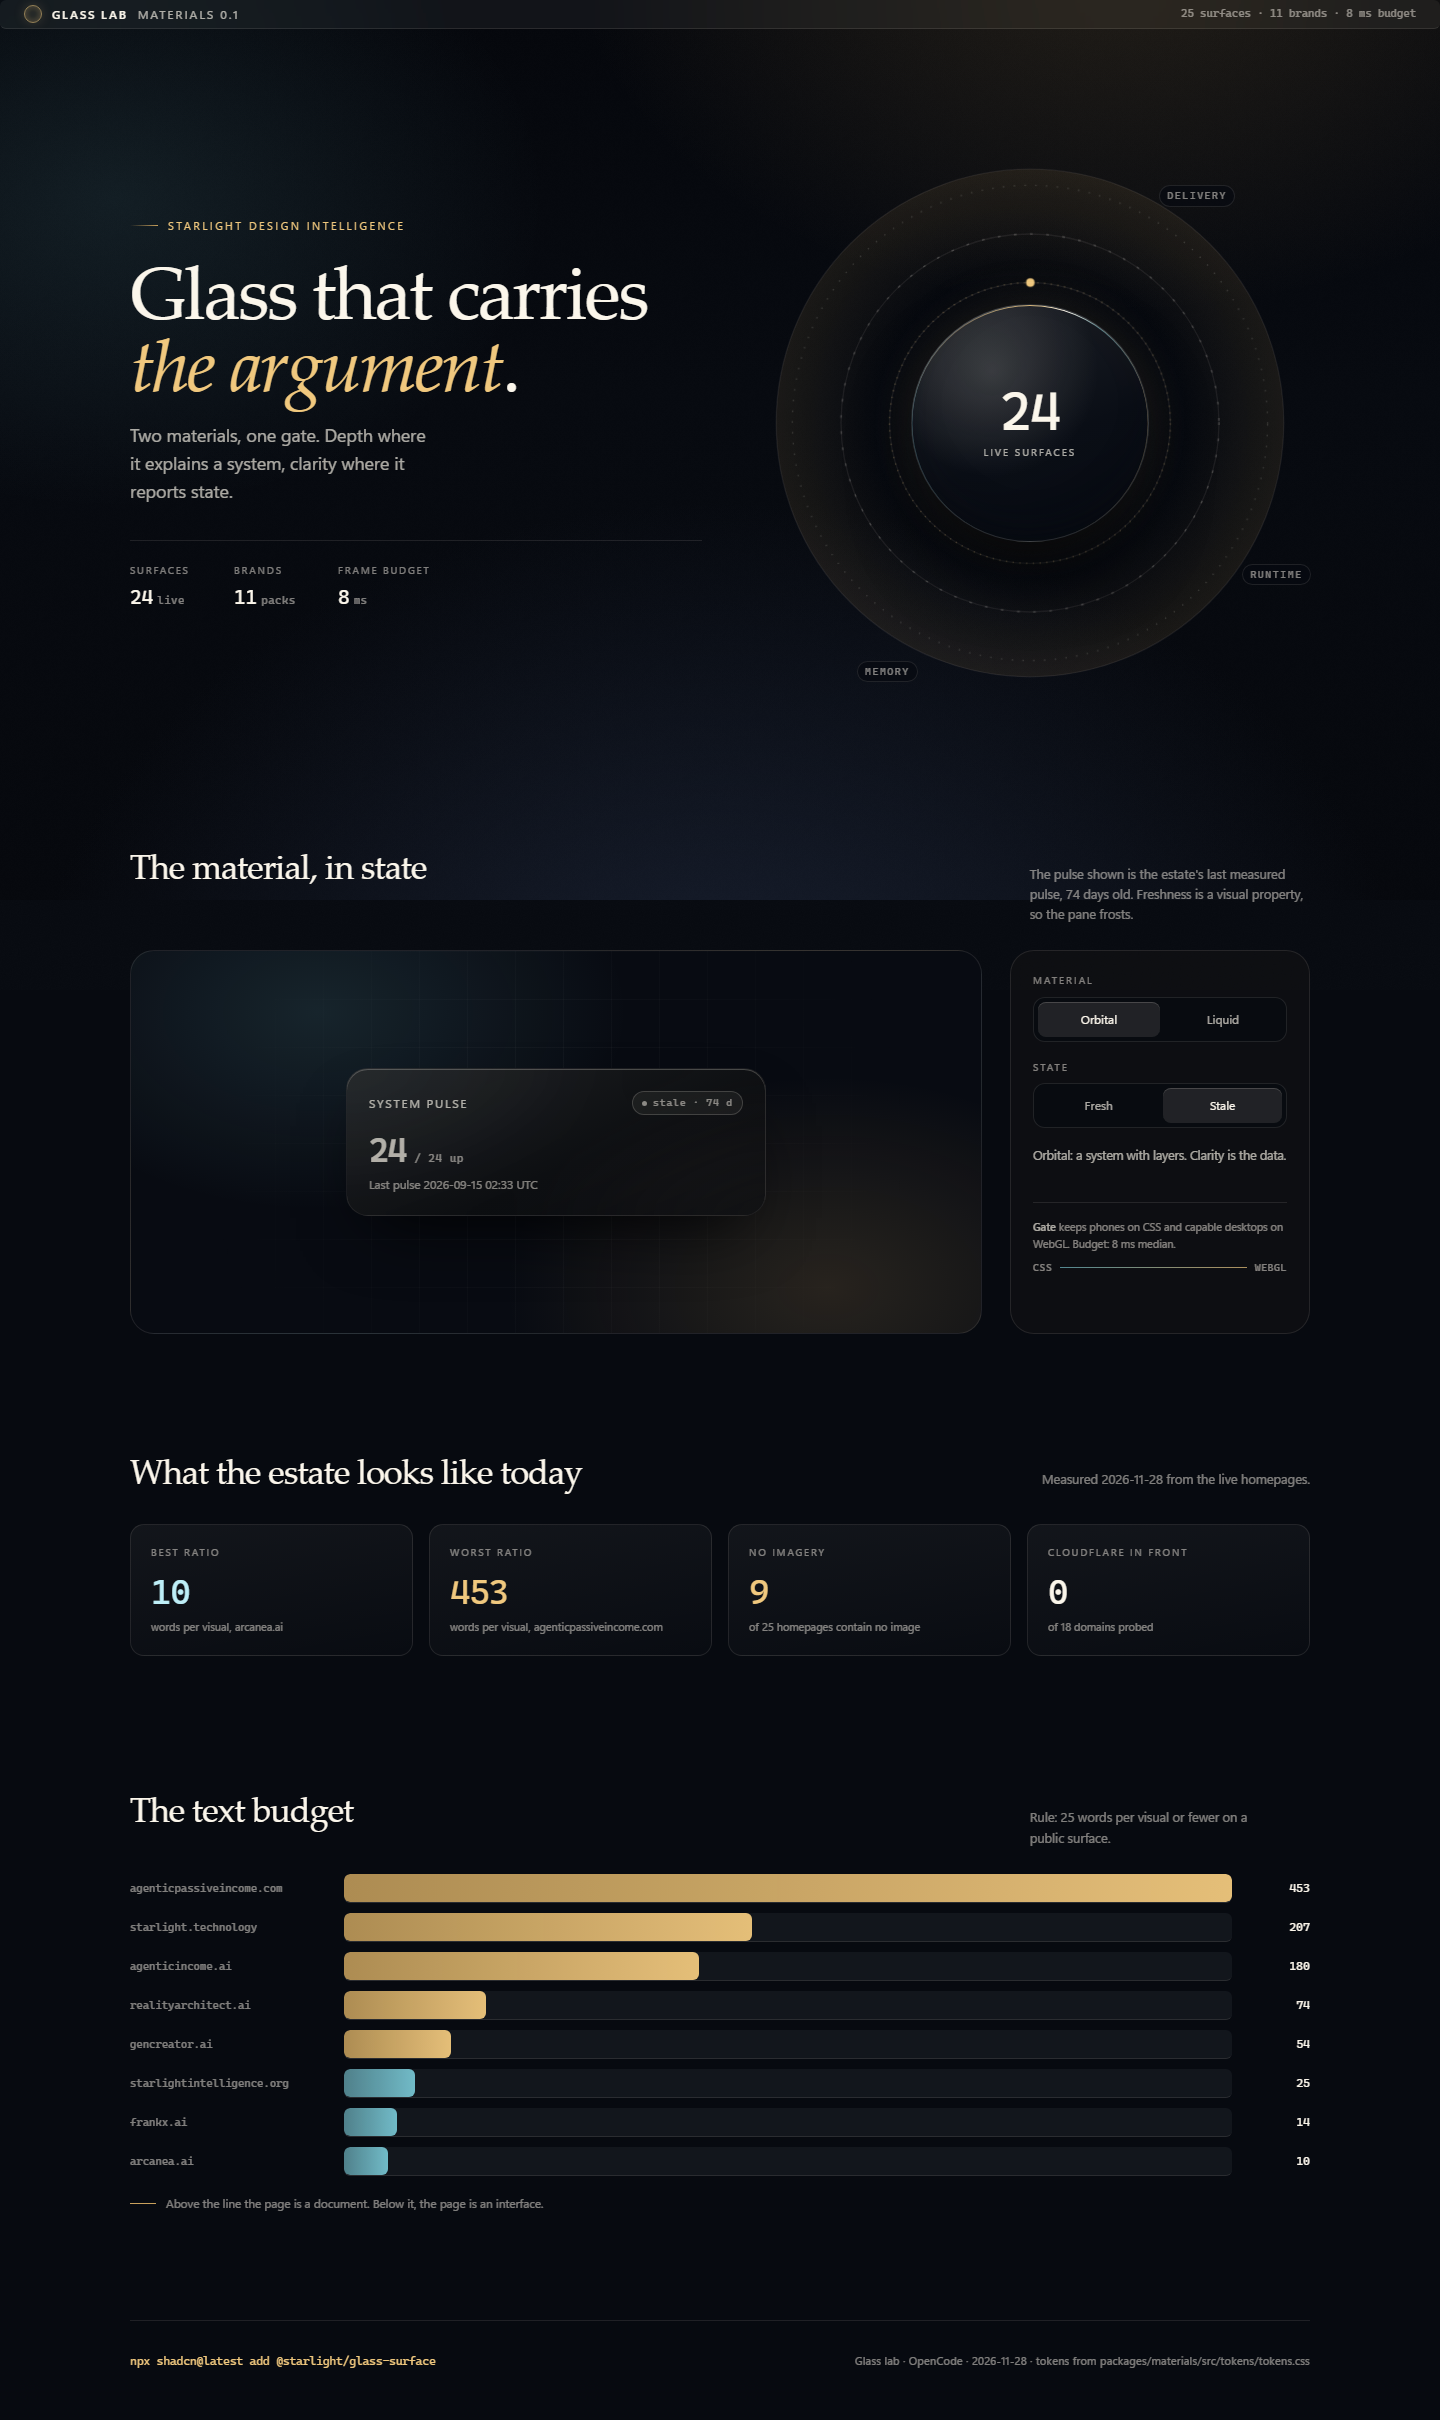 GLASS LAB MATERIALS 0.1
25 surfaces · 11 brands · 8 ms budget
STARLIGHT DESIGN INTELLIGENCE
Glass that carries
the argument.
Two materials, one gate. Depth where
it explains a system, clarity where it
reports state.
SURFACES
24 live
BRANDS
11 packs
FRAME BUDGET
8 ms
DELIVERY
24
LIVE SURFACES
RUNTIME
MEMORY
The material, in state
The pulse shown is the estate's last measured
pulse, 74 days old. Freshness is a visual property,
so the pane frosts.
SYSTEM PULSE
stale · 74 d
24 / 24 up
Last pulse 2026-09-15 02:33 UTC
MATERIAL
Orbital
Liquid
STATE
Fresh
Stale
Orbital: a system with layers. Clarity is the data.
Gate keeps phones on CSS and capable desktops on
WebGL. Budget: 8 ms median.
CSS
WEBGL
What the estate looks like today
Measured 2026-11-28 from the live homepages.
BEST RATIO
10
words per visual, arcanea.ai
WORST RATIO
453
words per visual, agenticpassiveincome.com
NO IMAGERY
9
of 25 homepages contain no image
CLOUDFLARE IN FRONT
0
of 18 domains probed
The text budget
Rule: 25 words per visual or fewer on a
public surface.
agenticpassiveincome.com 453
starlight.technology 207
agenticincome.ai 180
realityarchitect.ai 74
gencreator.ai 54
starlightintelligence.org 25
frankx.ai 14
arcanea.ai 10
Above the line the page is a document. Below it, the page is an interface.
npx shadcn@latest add @starlight/glass-surface
Glass lab · OpenCode · 2026-11-28 · tokens from packages/materials/src/tokens/tokens.css